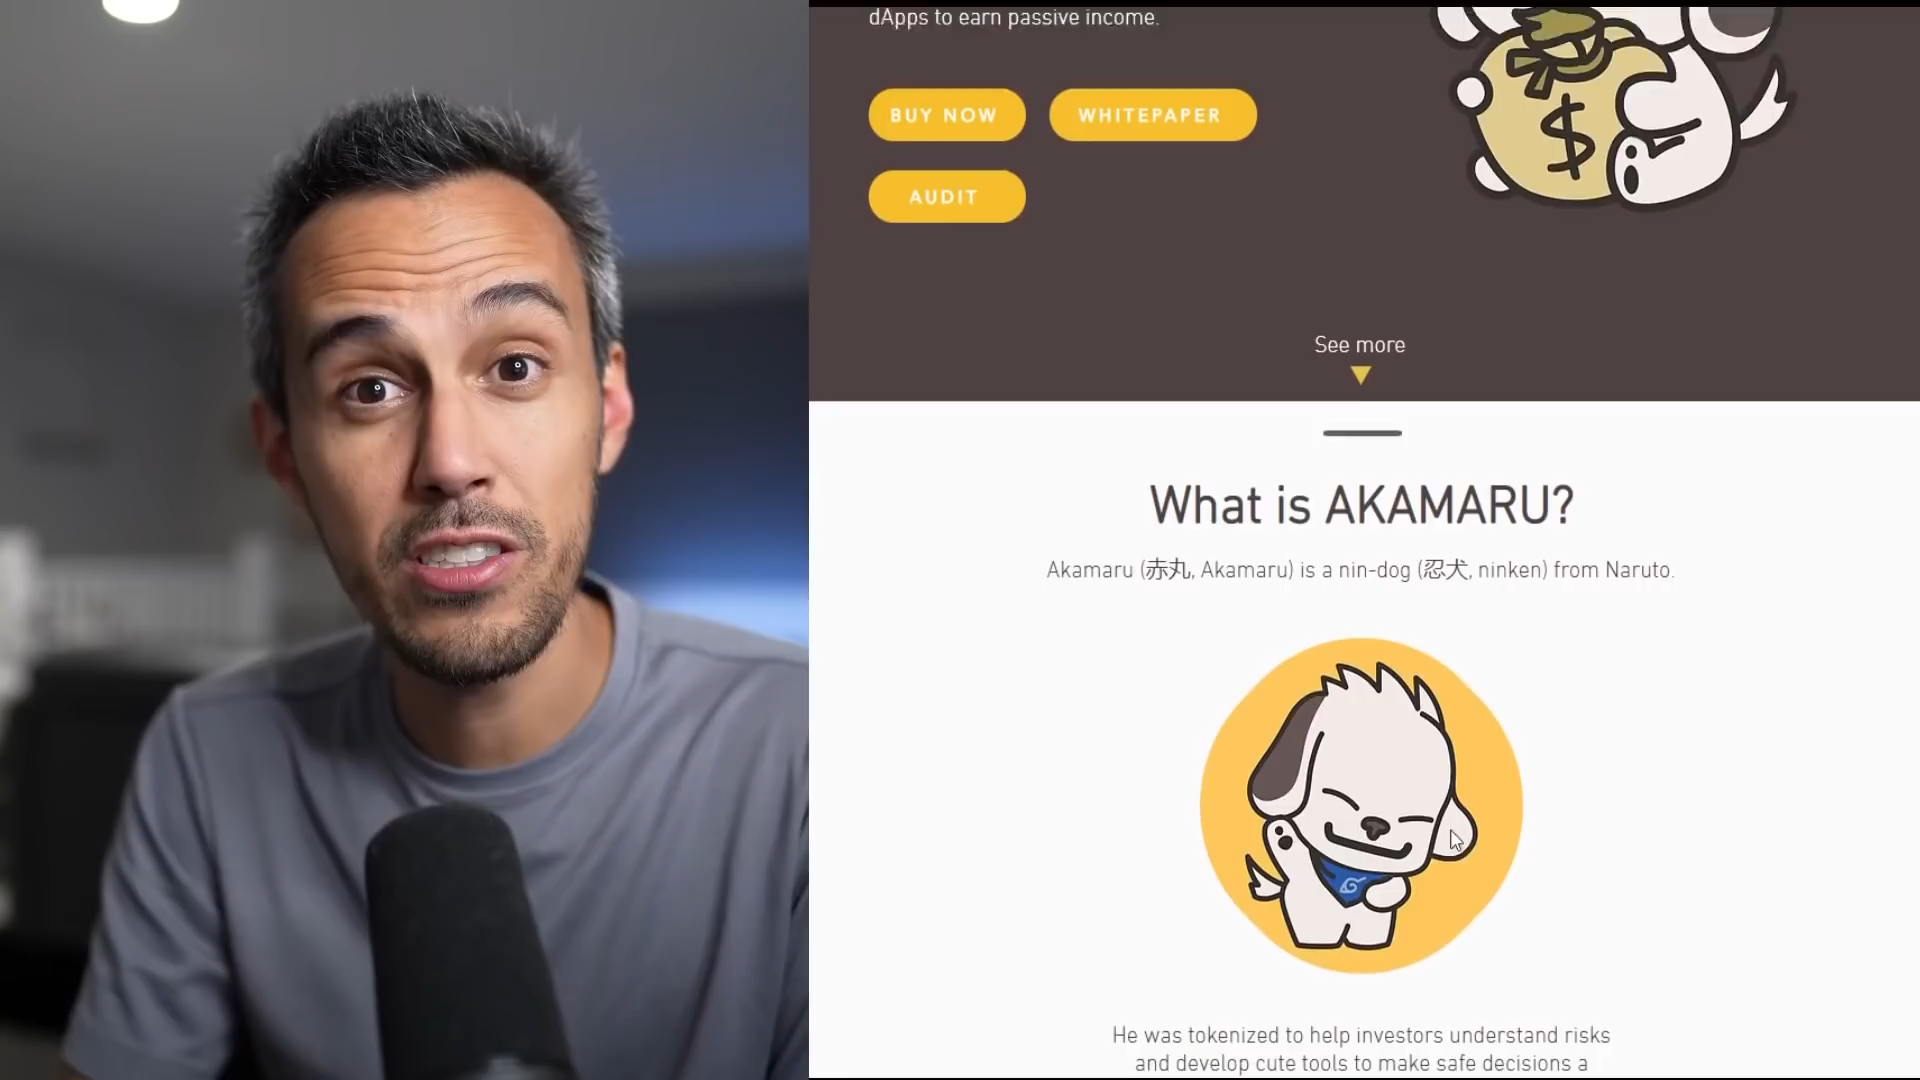 dApps to earn passive income.
BUY NOW
WHITEPAPER
AUDIT
See more
What is AKAMARU?
Akamaru (赤丸, Akamaru) is a nin-dog (忍犬, ninken) from Naruto.
$
He was tokenized to help investors understand risks
and develop cute tools to make safe decisions a